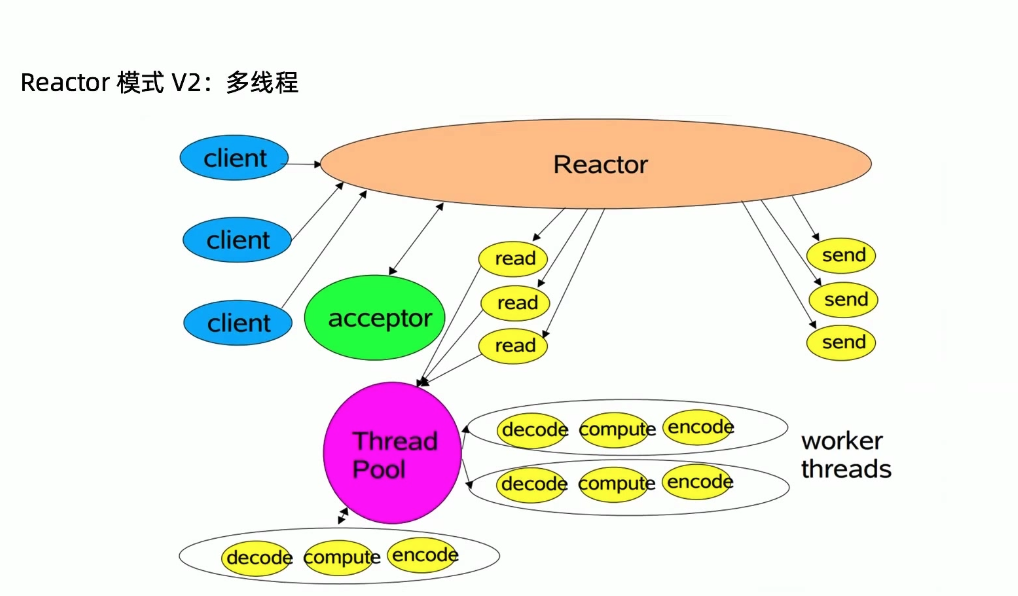 Reactor 模式 V2：多线程
client
Reactor
client
client
acceptor
read
read
read
send
send
send
Thread
Pool
decode compute encode
decode compute encode
worker
threads
decode compute encode